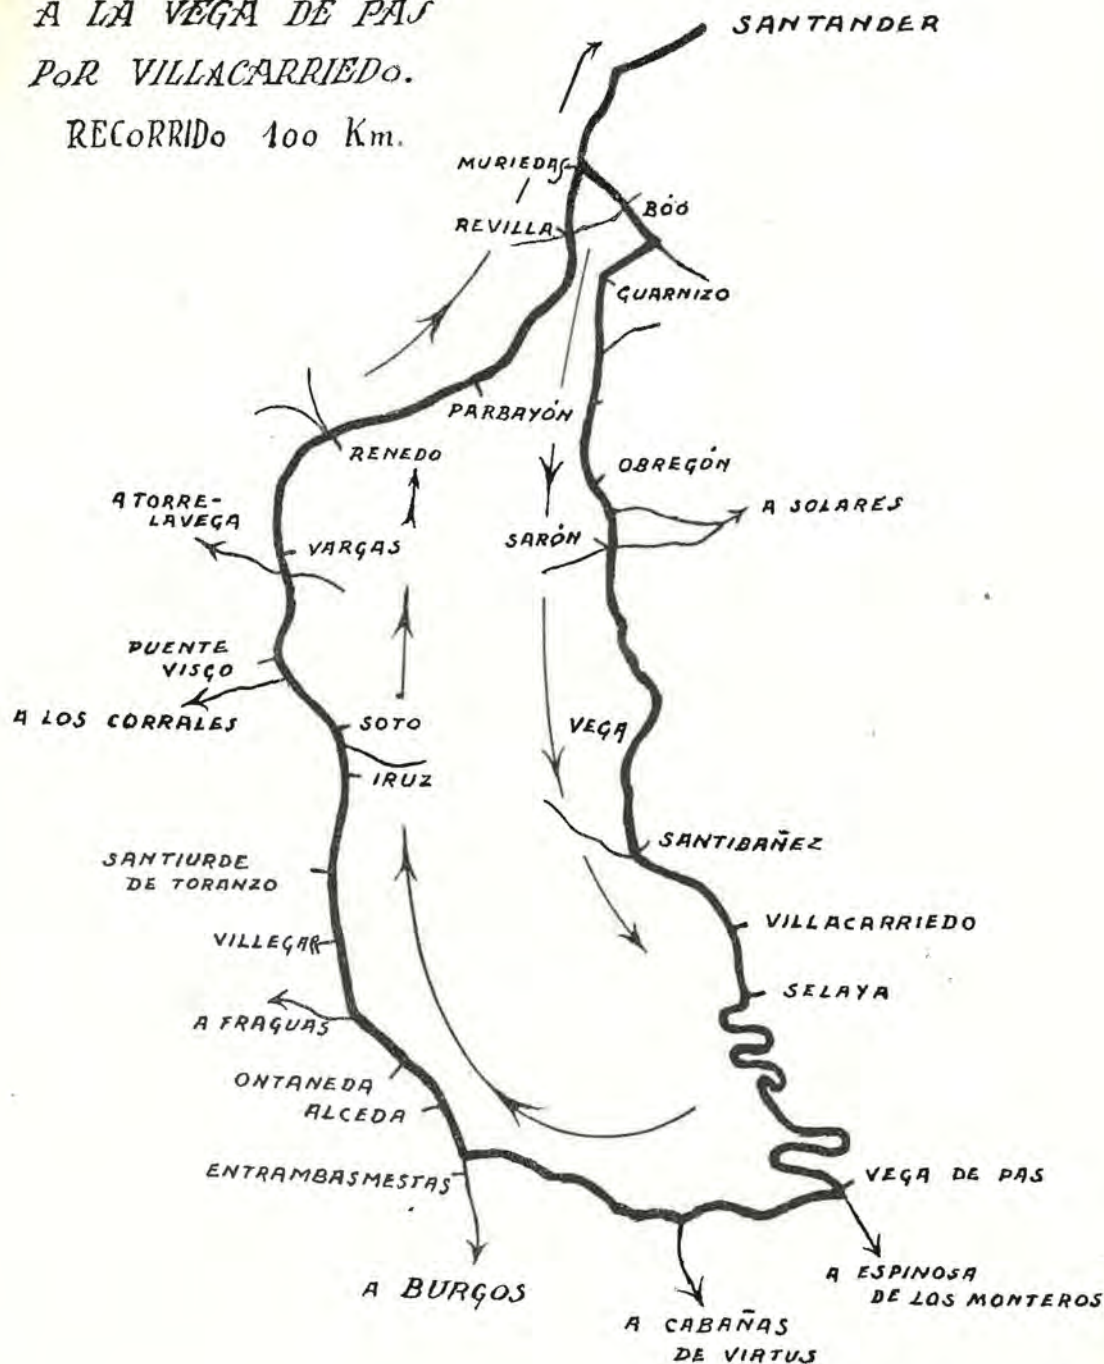 A LA VEGA DE PAS
POR VILLACARRIEDO.
RECORRIDO 100 Km.
SANTANDER
MURIEDAS
BÓÓ
REVILLA
GUARNIZO
PARBAYÓN
RENEDO
OBREGÓN
A TORRE-
LAVEGA
A SOLARES
VARGAS
SARÓN
PUENTE
VISGO
A LOS CORRALES
SOTO
VEGA
IRUZ
SANTIBAÑEZ
SANTIURDE
DE TORANZO
VILLACARRIEDO
VILLEGAR
SELAYA
A FRAGUAS
ONTANEDA
ALCEDA
ENTRAMBASMESTAS
VEGA DE PAS
A BURGOS
A ESPINOSA
DE LOS MONTEROS
A CABAÑAS
DE VIRTUS